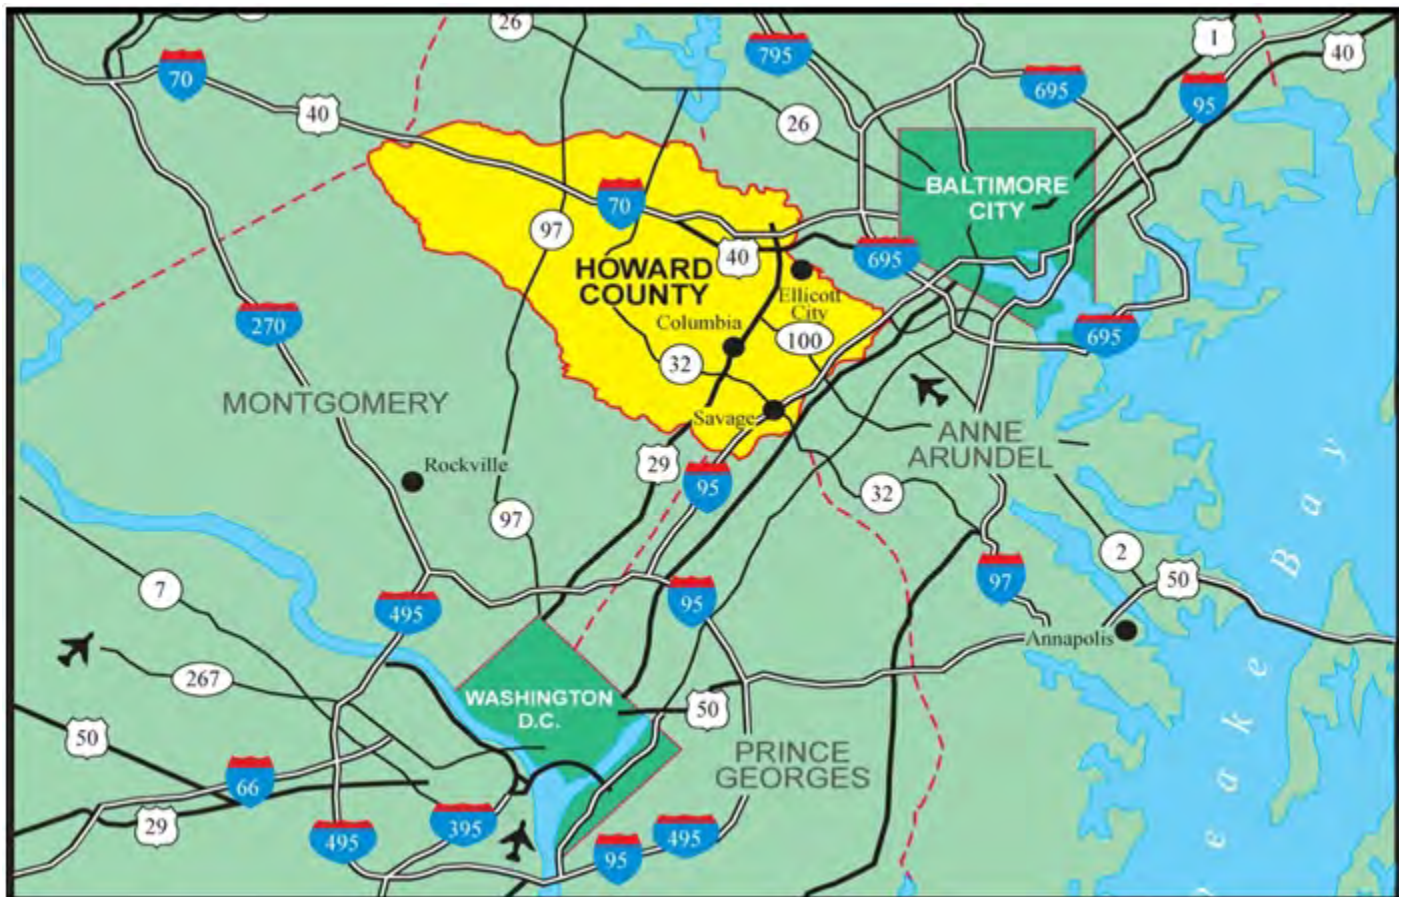 26
1
40
795
70
695
95
40
26
BALTIMORE
CITY
70
97
40
695
HOWARD
COUNTY
Ellicott
City
270
Columbia
100
695
32
MONTGOMERY
Savage
ANNE
ARUNDEL
Rockville
29
95
32
97
2
7
97
50
495
95
Annapolis
267
WASHINGTON
D.C.
50
50
PRINCE
GEORGES
66
29
495
395
95
495
eake Bay